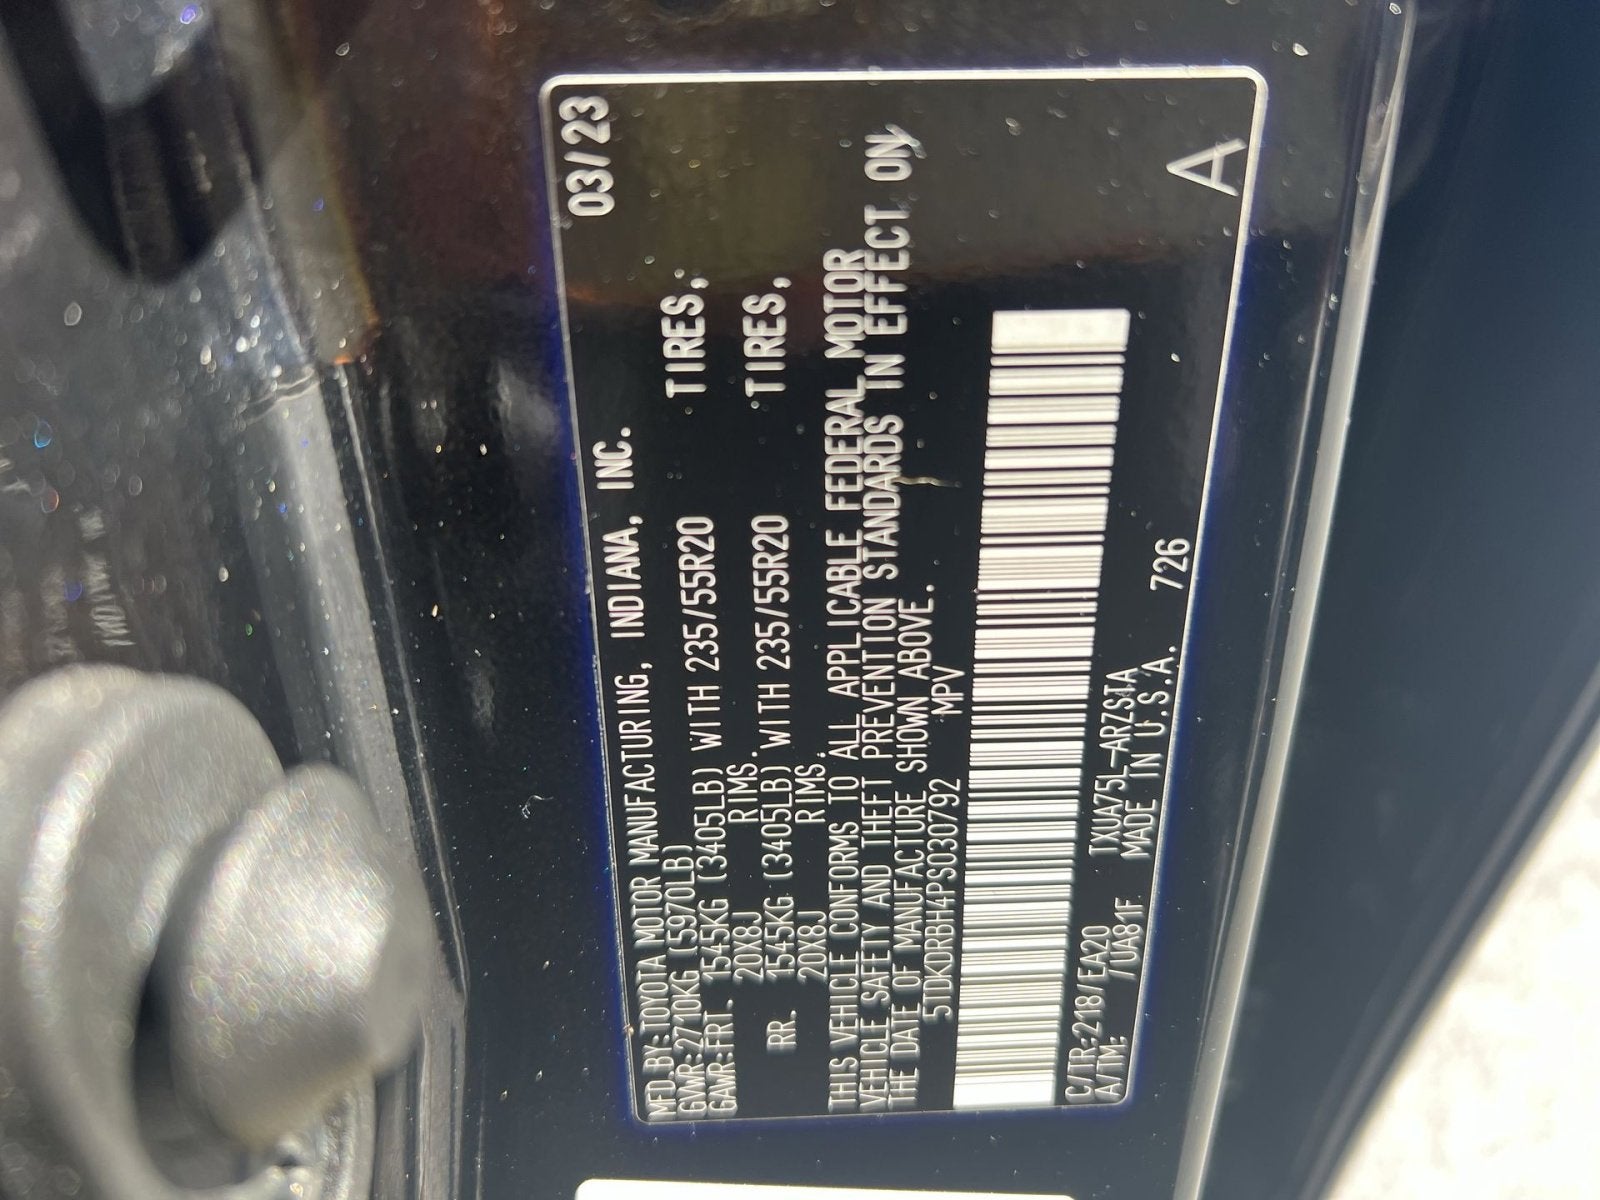 MFD.BY:TOYOTA MOTOR MANUFACTURING, INDIANA, INC. 03/23
GVWR:2710KG (5970LB)
GAWR:FRT. 1545KG (3405LB) WITH 235/55R20 TIRES,
20X8J RIMS.
RR. 1545KG (3405LB) WITH 235/55R20 TIRES,
20X8J RIMS.
THIS VEHICLE CONFORMS TO ALL APPLICABLE FEDERAL MOTOR
VEHICLE SAFETY AND THEFT PREVENTION STANDARDS IN EFFECT ON
THE DATE OF MANUFACTURE SHOWN ABOVE.
5TDKDRBH4PS030792 MPV
C/TR:218/EA20 TXUA75L-ARZSTA
A/TM: /UA81F MADE IN U.S.A. 726
A